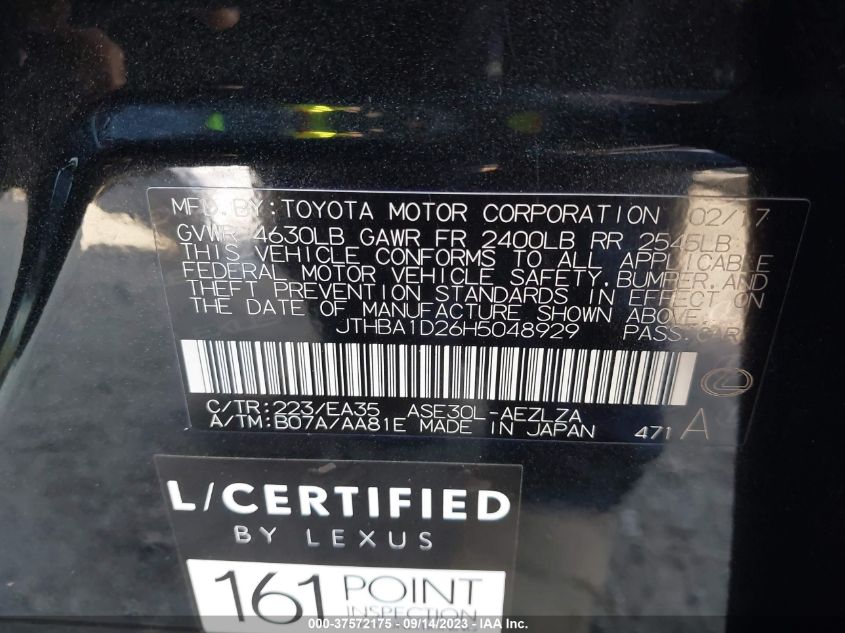 MFD. BY: TOYOTA MOTOR CORPORATION 02/17
GVWR 4630LB GAWR FR 2400LB RR 2545LB
THIS VEHICLE CONFORMS TO ALL APPLICABLE
FEDERAL MOTOR VEHICLE SAFETY, BUMPER, AND
THEFT PREVENTION STANDARDS IN EFFECT ON
THE DATE OF MANUFACTURE SHOWN ABOVE.
JTHBA1D26H5048929 PASS. CAR
C/TR: 223/EA35 ASE30L-AEZLZA
A/TM: B07A/AA81E MADE IN JAPAN 471 A
L/CERTIFIED
BY LEXUS
161 POINT
INSPECTION
000-37572175 - 09/14/2023 - IAA Inc.